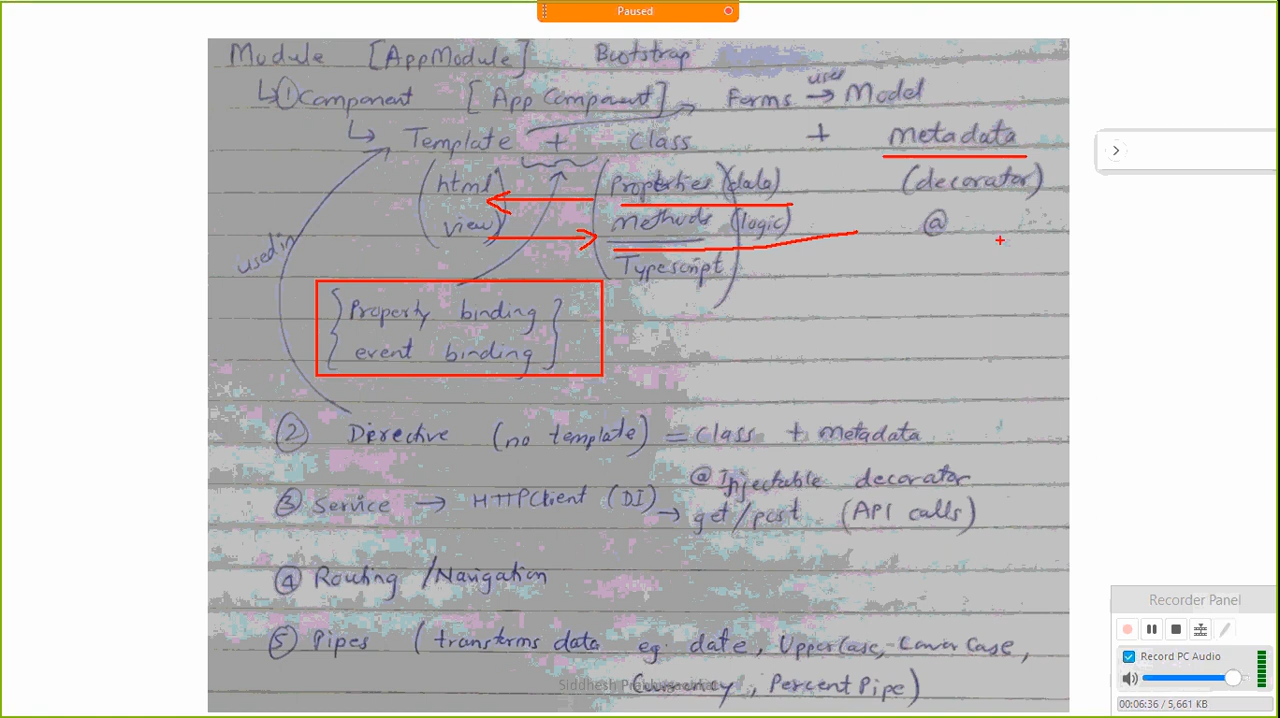 Paused
Module [AppModule] Bootstrap
↳ ① Component [App Component] → Forms used → Model
↳ Template + Class + metadata
(html (Properties (data) (decorator)
view) methods (logic) @
Typescript)
used in
{Property binding
event binding}
② Directive (no template) = Class + metadata
@ Injectable decorator
③ Service → HTTPClient (DI) → get/post (API calls)
④ Routing /Navigation
⑤ Pipes (transforms data eg. date, UpperCase, LowerCase,
Currency, Percent Pipe)
Siddhesh
Recorder Panel
Record PC Audio
00:06:36 / 5,661 KB